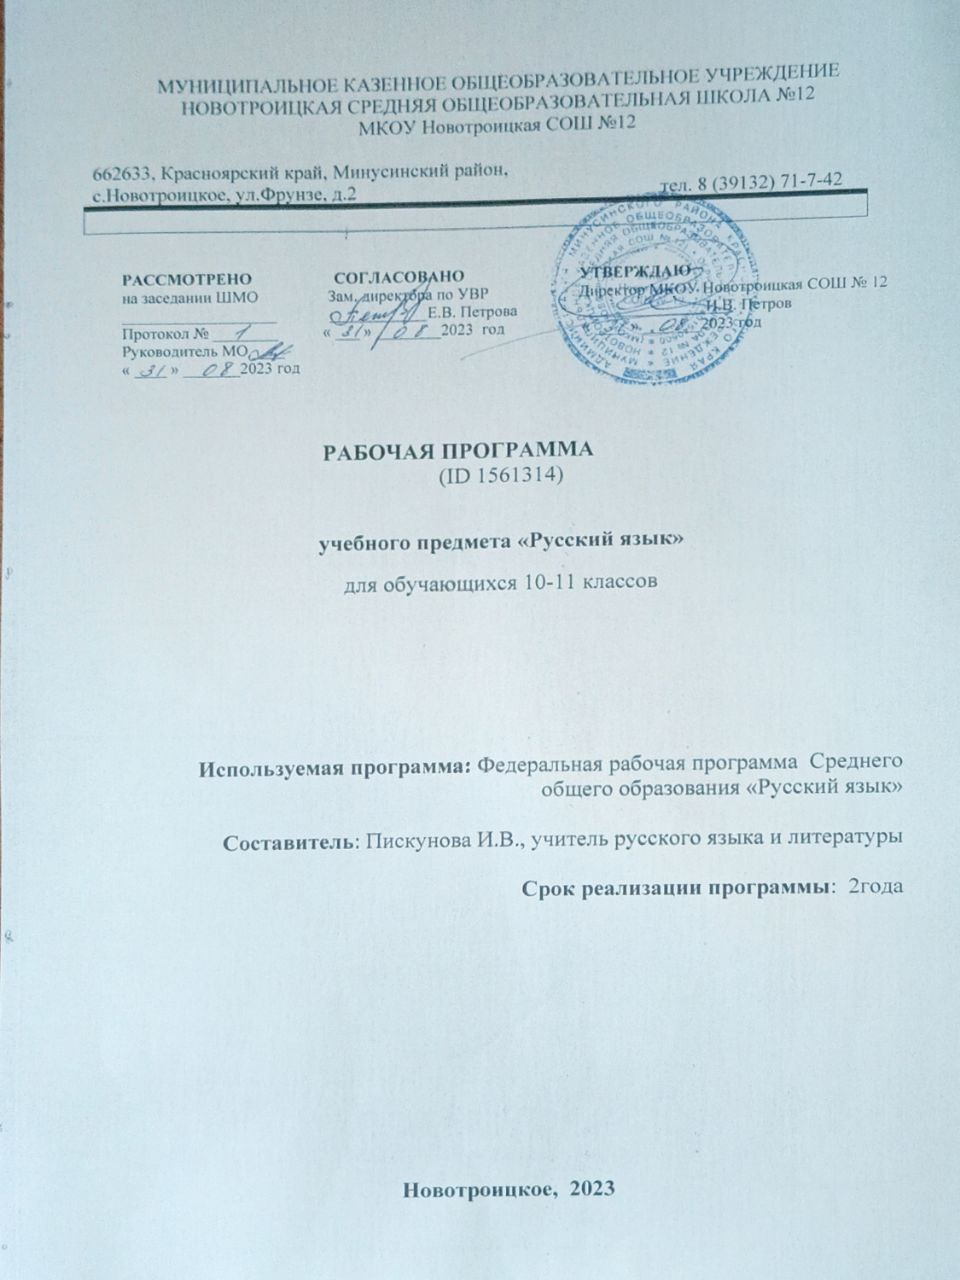 МУНИЦИПАЛЬНОЕ КАЗЕННОЕ ОБЩЕОБРАЗОВАТЕЛЬНОЕ УЧРЕЖДЕНИЕ
НОВОТРОИЦКАЯ СРЕДНЯЯ ОБЩЕОБРАЗОВАТЕЛЬНАЯ ШКОЛА №12
МКОУ Новотроицкая СОШ №12
662633, Красноярский край, Минусинский район,
с.Новотроицкое, ул.Фрунзе, д.2
тел. 8 (39132) 71-7-42
РАССМОТРЕНО
на заседании ШМО
Протокол № 1
Руководитель МО
« 31 » 08 2023 год
СОГЛАСОВАНО
Зам. директора по УВР
Е.В. Петрова
« 31 » 08 2023 год
УТВЕРЖДАЮ
Директор МКОУ Новотроицкая СОШ № 12
И.В. Петров
08 2023 год
РАБОЧАЯ ПРОГРАММА
(ID 1561314)
учебного предмета «Русский язык»
для обучающихся 10-11 классов
Используемая программа: Федеральная рабочая программа Среднего
общего образования «Русский язык»
Составитель: Пискунова И.В., учитель русского языка и литературы
Срок реализации программы: 2года
Новотроицкое, 2023